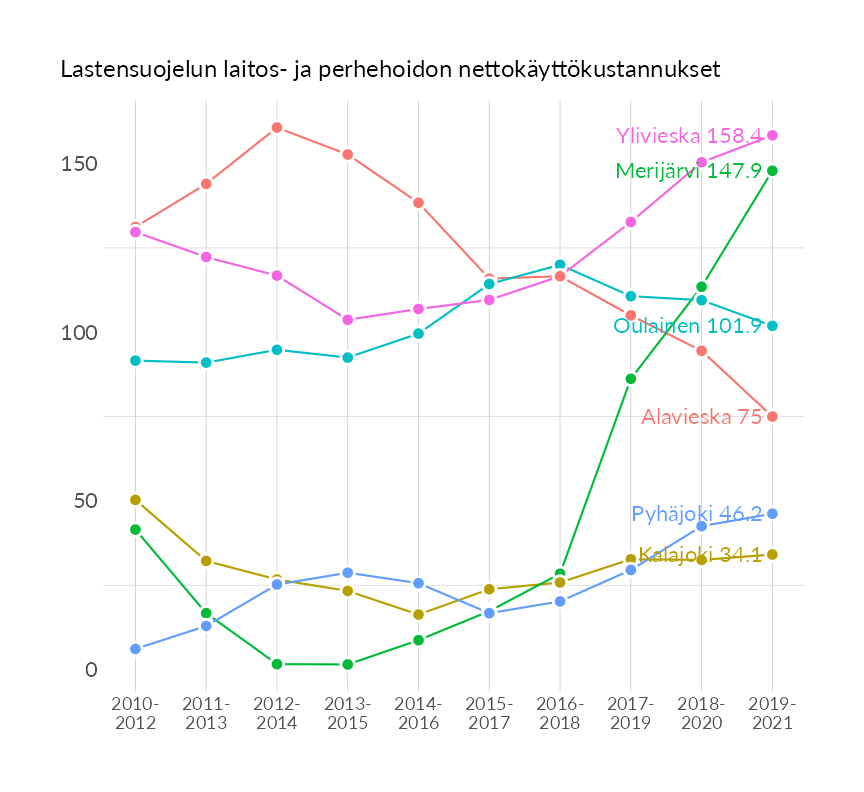 Lastensuojelun laitos- ja perhehoidon nettokäyttökustannukset
Ylivieska 158.4
150
Merijärvi 147.9
Oulainen 101.9
100
Alavieska 75
Pyhäjoki 46.2
50
Kalajoki 34.1
0
2010- 2011- 2012- 2013- 2014- 2015- 2016- 2017- 2018- 2019-
2012 2013 2014 2015 2016 2017 2018 2019 2020 2021